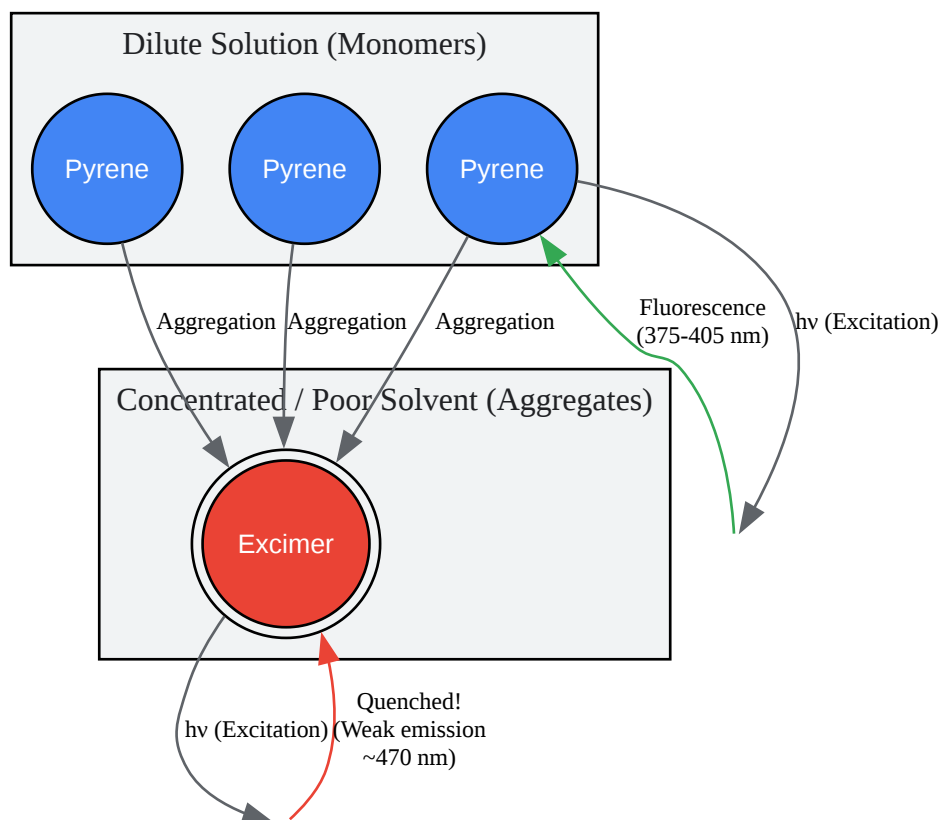 Dilute Solution (Monomers)
Pyrene
Pyrene
Pyrene
Aggregation
Aggregation
Aggregation
Fluorescence
(375-405 nm)
hν (Excitation)
Concentrated / Poor Solvent (Aggregates)
Excimer
hν (Excitation)
Quenched!
(Weak emission
~470 nm)